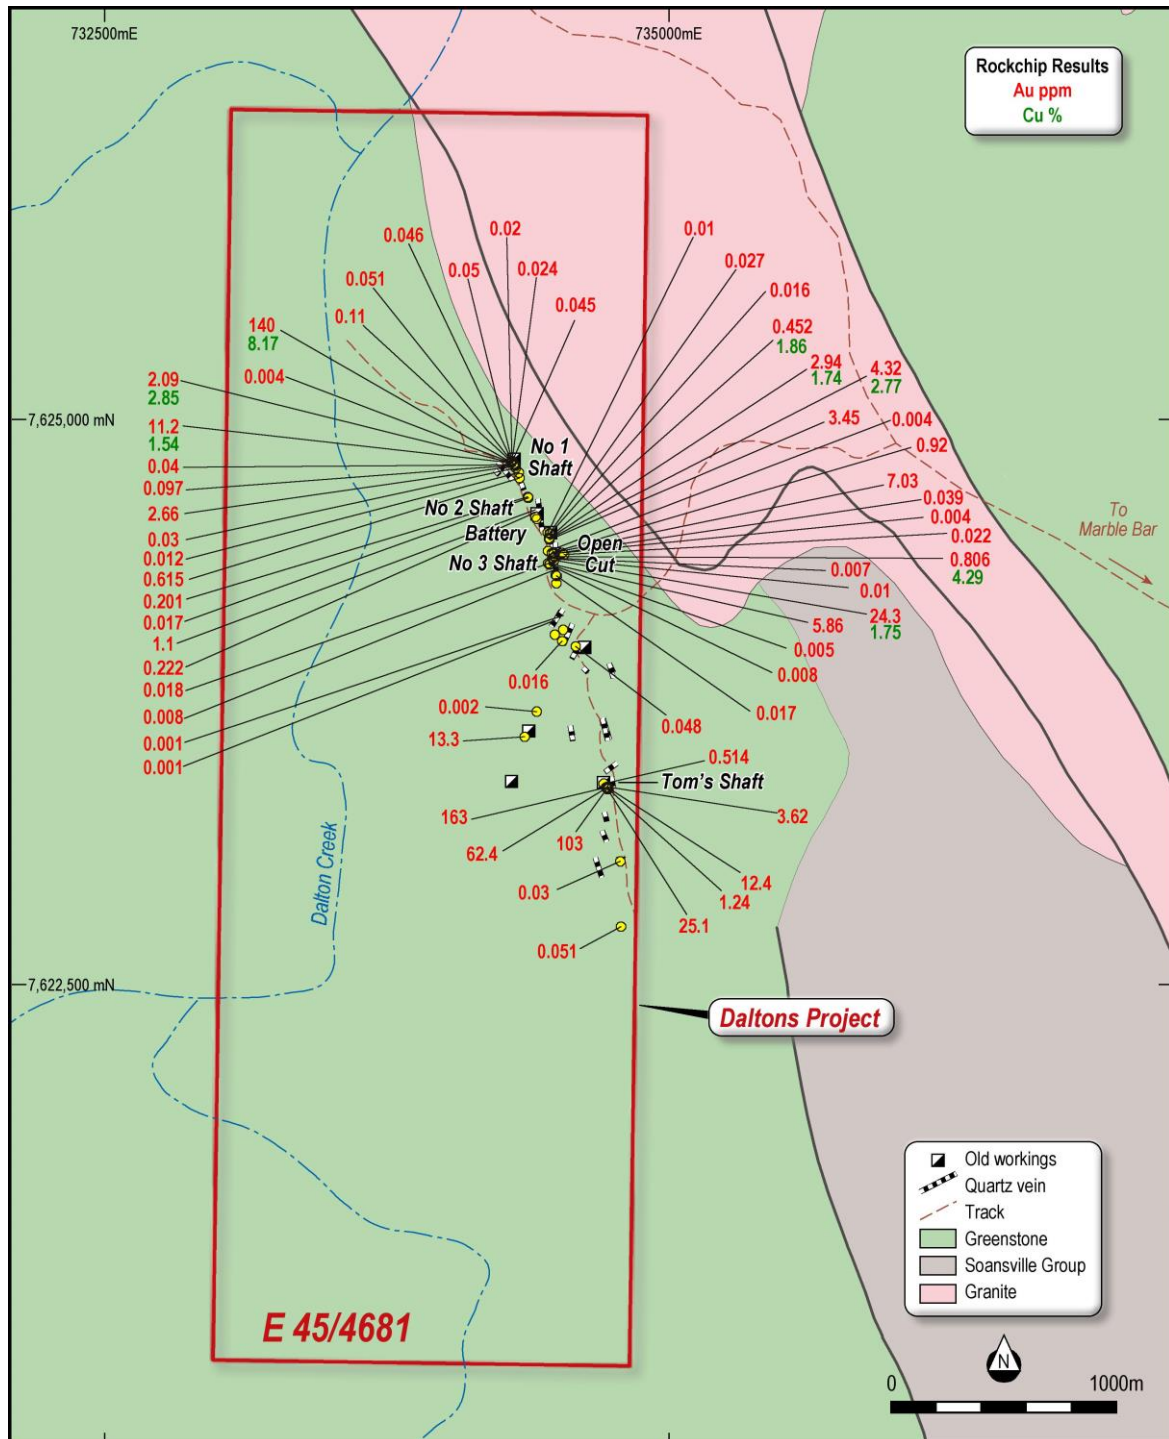 732500mE
735000mE
Rockchip Results
Au ppm
Cu %
0.02
0.01
0.046
0.027
0.05
0.024
0.051
0.016
0.045
0.11
140
8.17
0.452
1.86
2.94
1.74
4.32
2.77
2.09
2.85
0.004
3.45
0.004
7,625,000 mN
11.2
1.54
0.92
No 1
Shaft
0.04
0.097
7.03
0.039
2.66
No 2 Shaft
0.004
To
Marble Bar
0.03
Battery
0.022
0.012
No 3 Shaft
Open
Cut
0.806
4.29
0.615
0.007
0.201
0.01
0.017
24.3
1.75
1.1
5.86
0.222
0.005
0.018
0.016
0.008
0.008
0.002
0.017
0.001
13.3
0.048
0.001
0.514
Tom's Shaft
163
3.62
62.4
103
Dalton Creek
0.03
12.4
1.24
25.1
0.051
7,622,500 mN
Daltons Project
Old workings
Quartz vein
Track
Greenstone
Soansville Group
Granite
E 45/4681
N
0
1000m